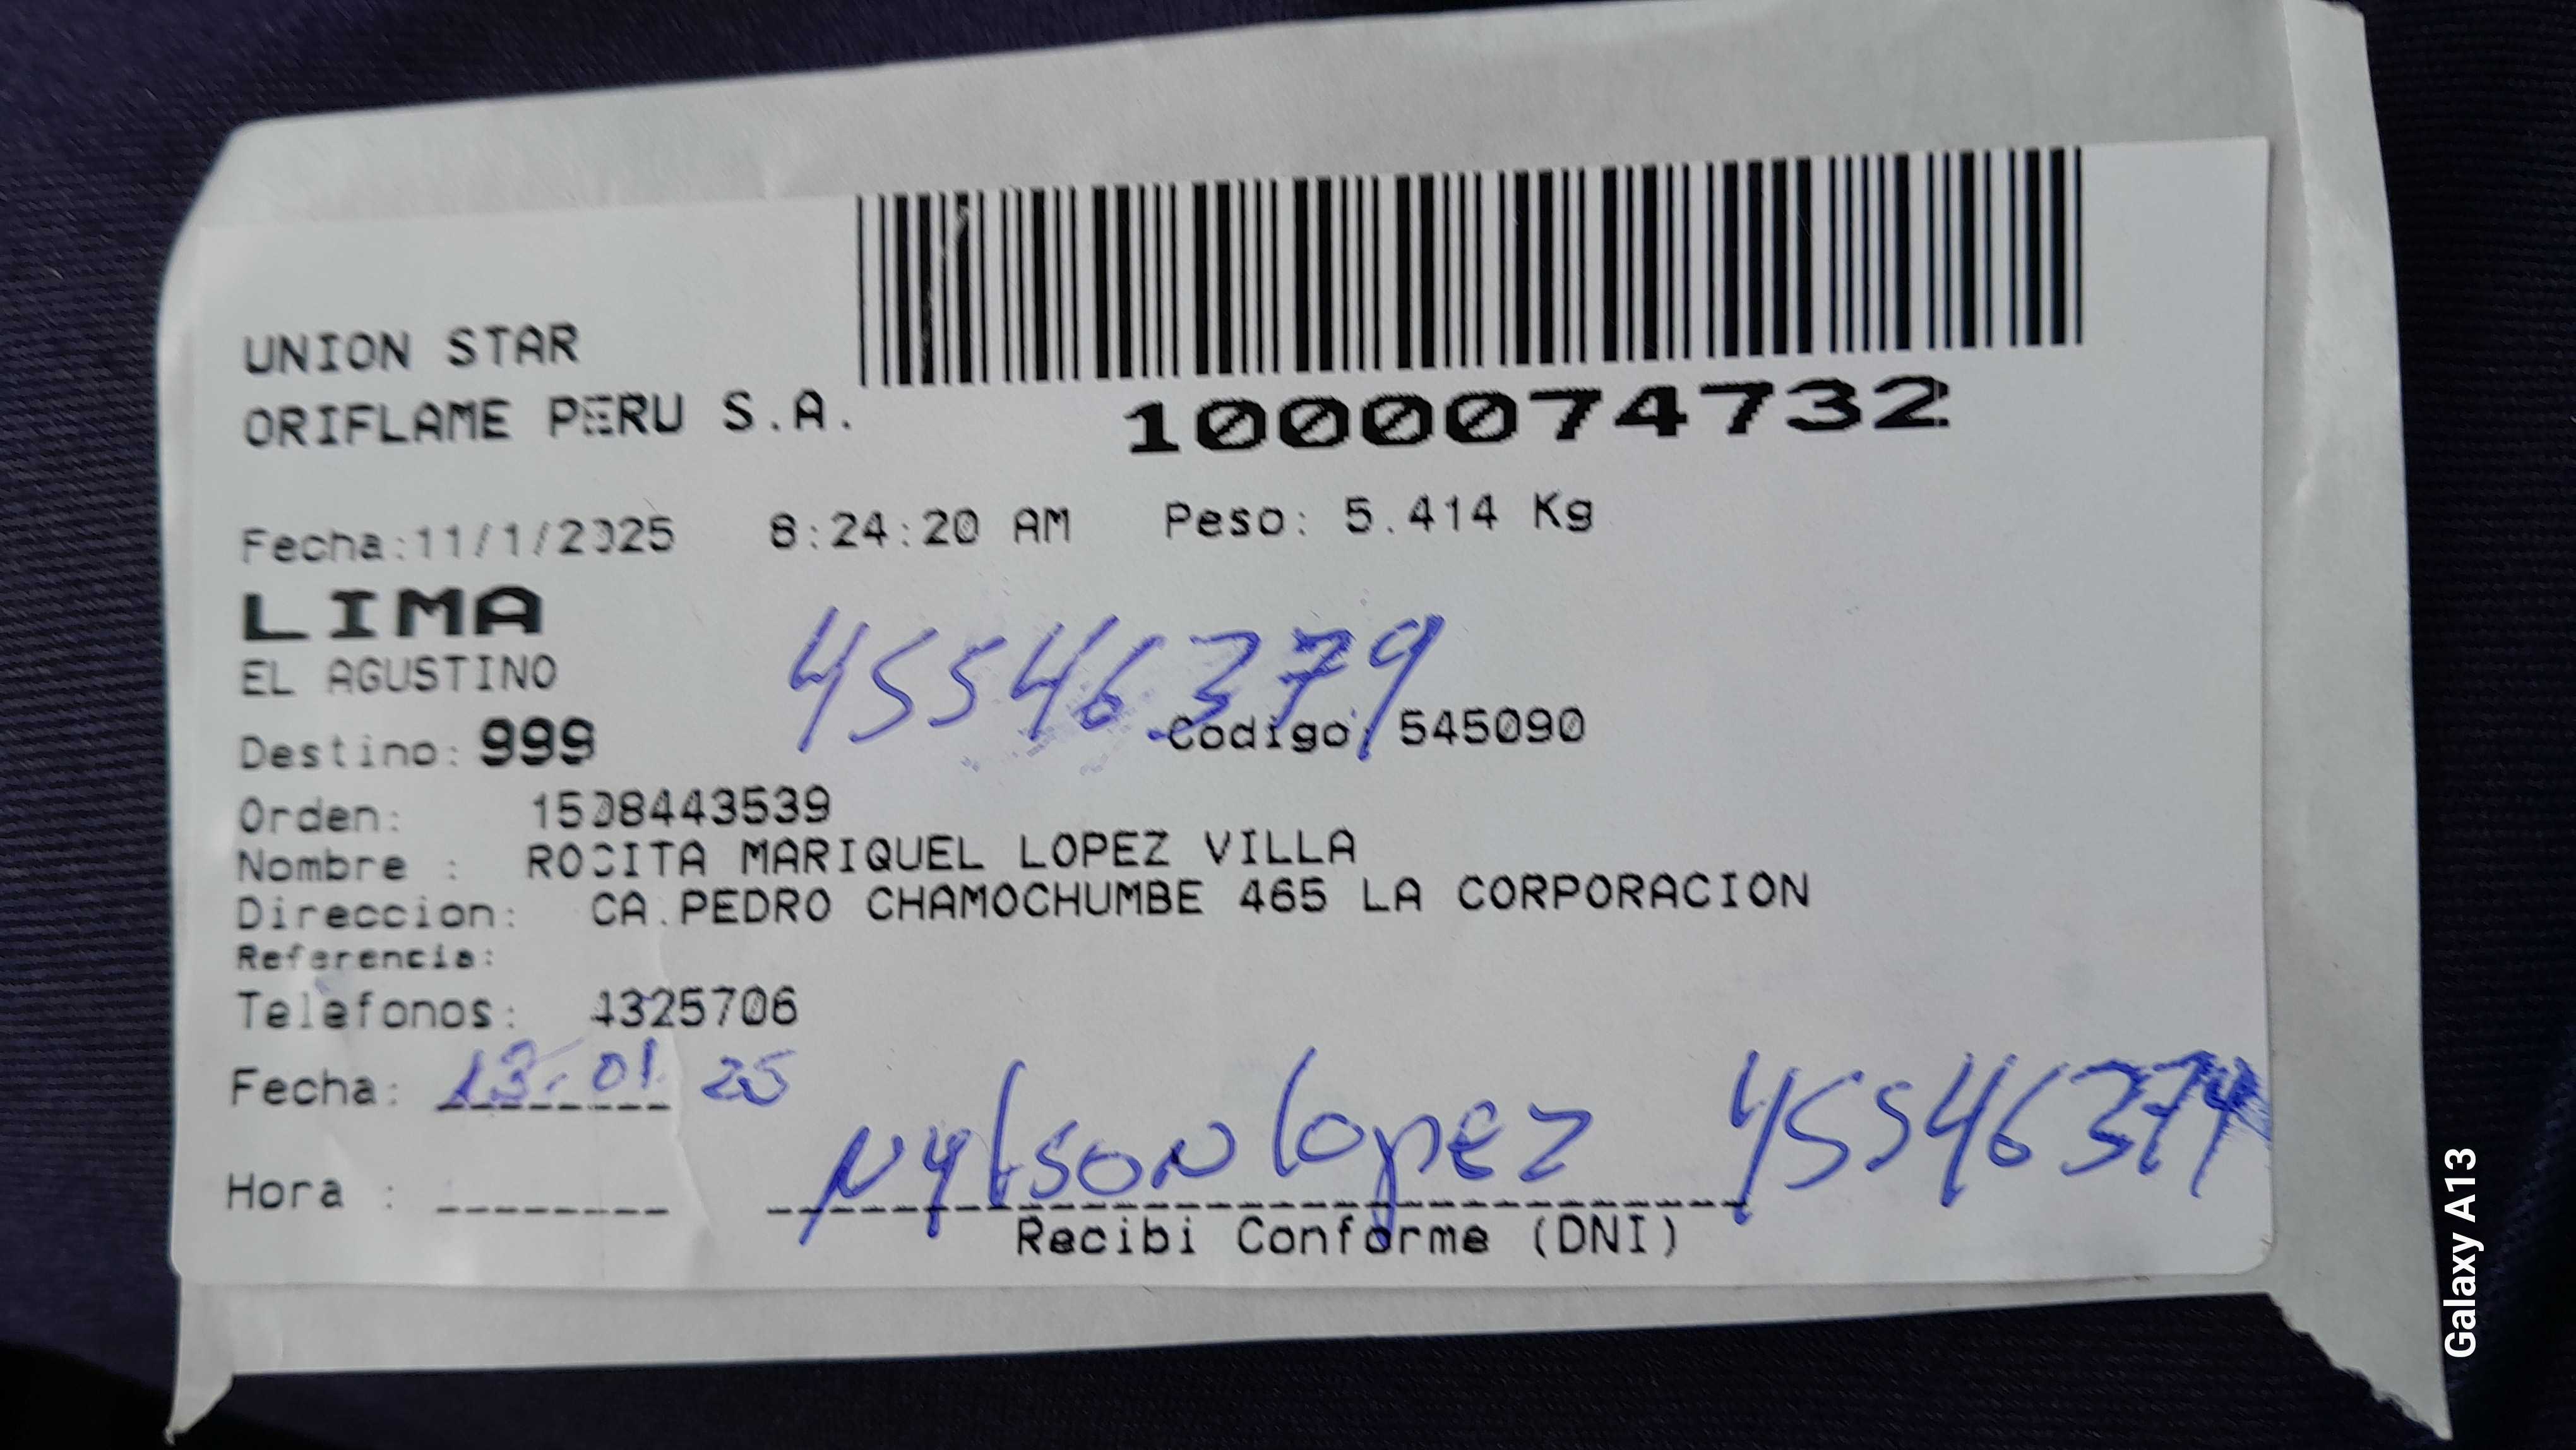 UNION STAR
ORIFLAME PERU S.A.
1000074732
Fecha:11/1/2025 8:24:20 AM Peso: 5.414 Kg
LIMA
EL AGUSTINO
45546379
Destino: 999 Codigo: 545090
Orden: 1508443539
Nombre : ROCITA MARIQUEL LOPEZ VILLA
Direccion: CA.PEDRO CHAMOCHUMBE 465 LA CORPORACION
Referencia:
Telefonos: 4325706
Fecha: 13-01 25
Nylson lopez 45546379
Hora :
Recibi Conforme (DNI)
Galaxy A13